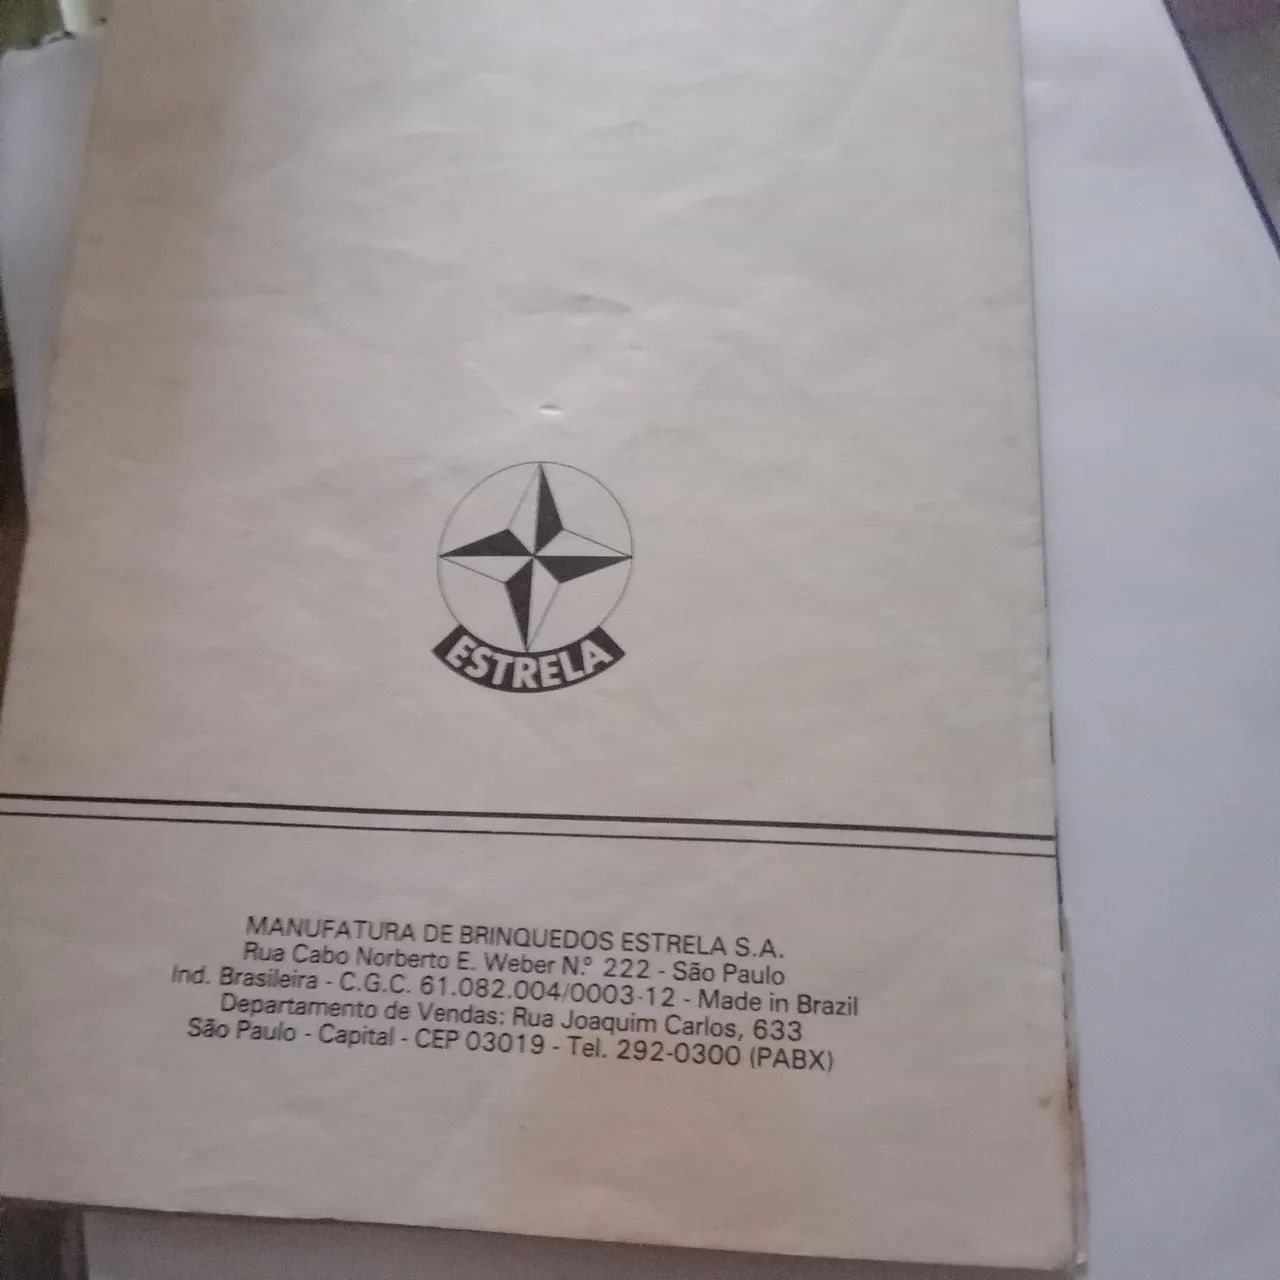 ESTRELA
MANUFATURA DE BRINQUEDOS ESTRELA S.A.
Rua Cabo Norberto E. Weber N.º 222 - São Paulo
Ind. Brasileira - C.G.C. 61.082.004/0003-12 - Made in Brazil
Departamento de Vendas: Rua Joaquim Carlos, 633
São Paulo - Capital - CEP 03019 - Tel. 292-0300 (PABX)